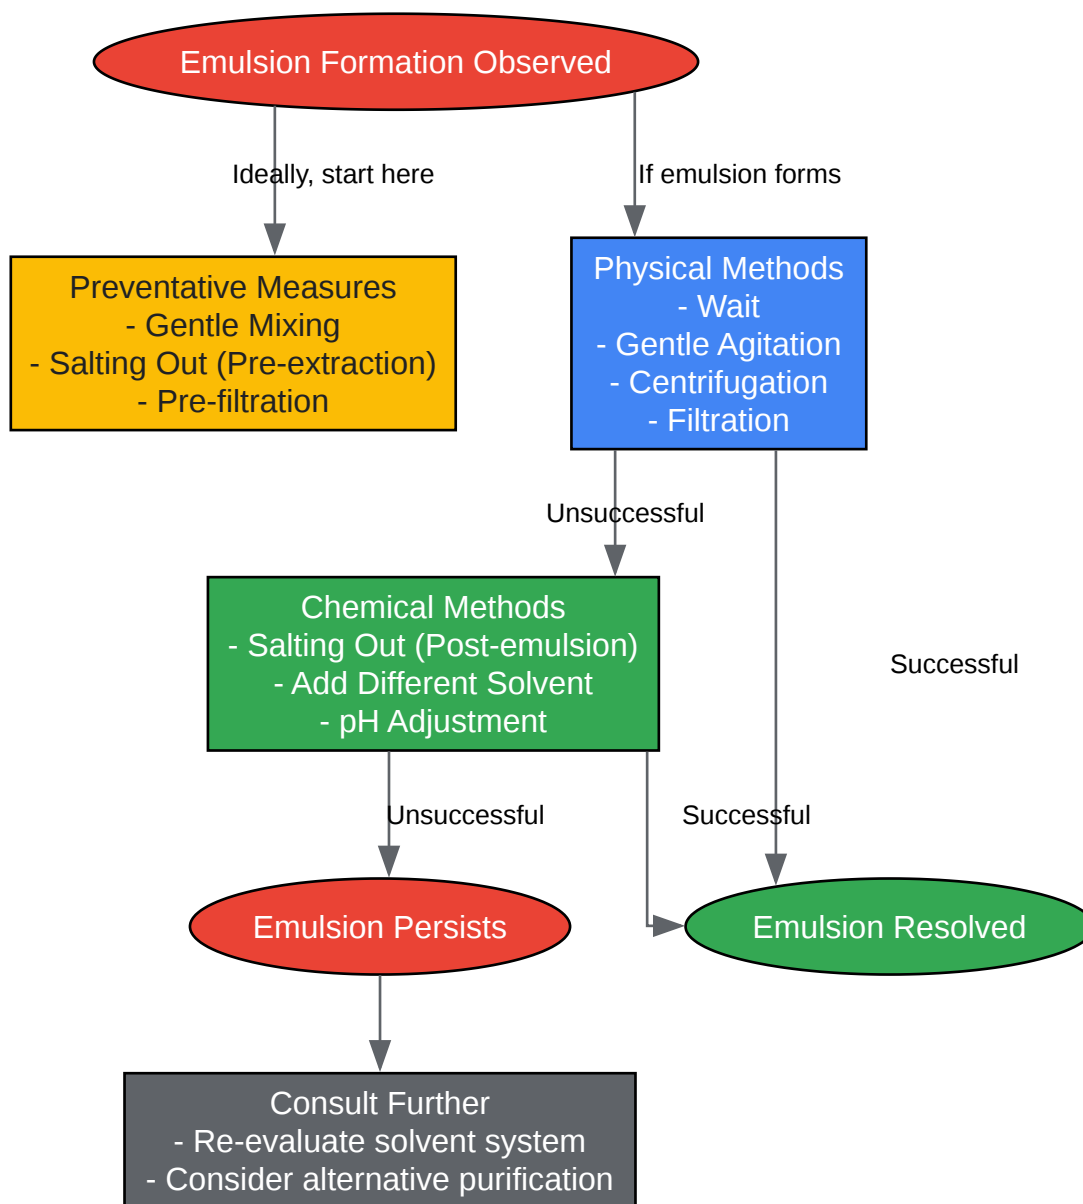 Emulsion Formation Observed
Ideally, start here
If emulsion forms
Preventative Measures
- Gentle Mixing
- Salting Out (Pre-extraction)
- Pre-filtration
Physical Methods
- Wait
- Gentle Agitation
- Centrifugation
- Filtration
Unsuccessful
Successful
Chemical Methods
- Salting Out (Post-emulsion)
- Add Different Solvent
- pH Adjustment
Unsuccessful
Successful
Emulsion Persists
Emulsion Resolved
Consult Further
- Re-evaluate solvent system
- Consider alternative purification